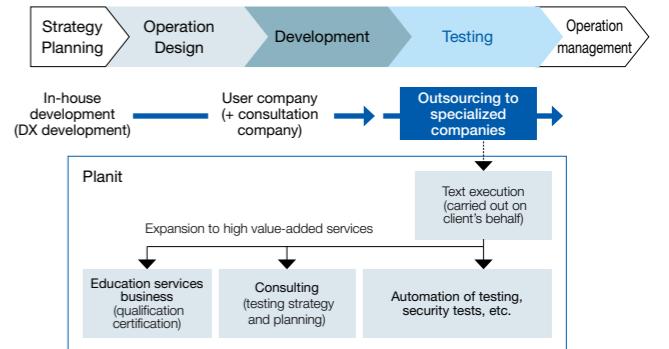 Strategy
Planning
Operation
Design
Development
Testing
Operation
management
In-house
development
(DX development)
User company
(+ consultation
company)
Outsourcing to
specialized
companies
Planit
Text execution
(carried out on
client's behalf)
Expansion to high value-added services
Education services
business
(qualification
certification)
Consulting
(testing strategy
and planning)
Automation of testing,
security tests, etc.